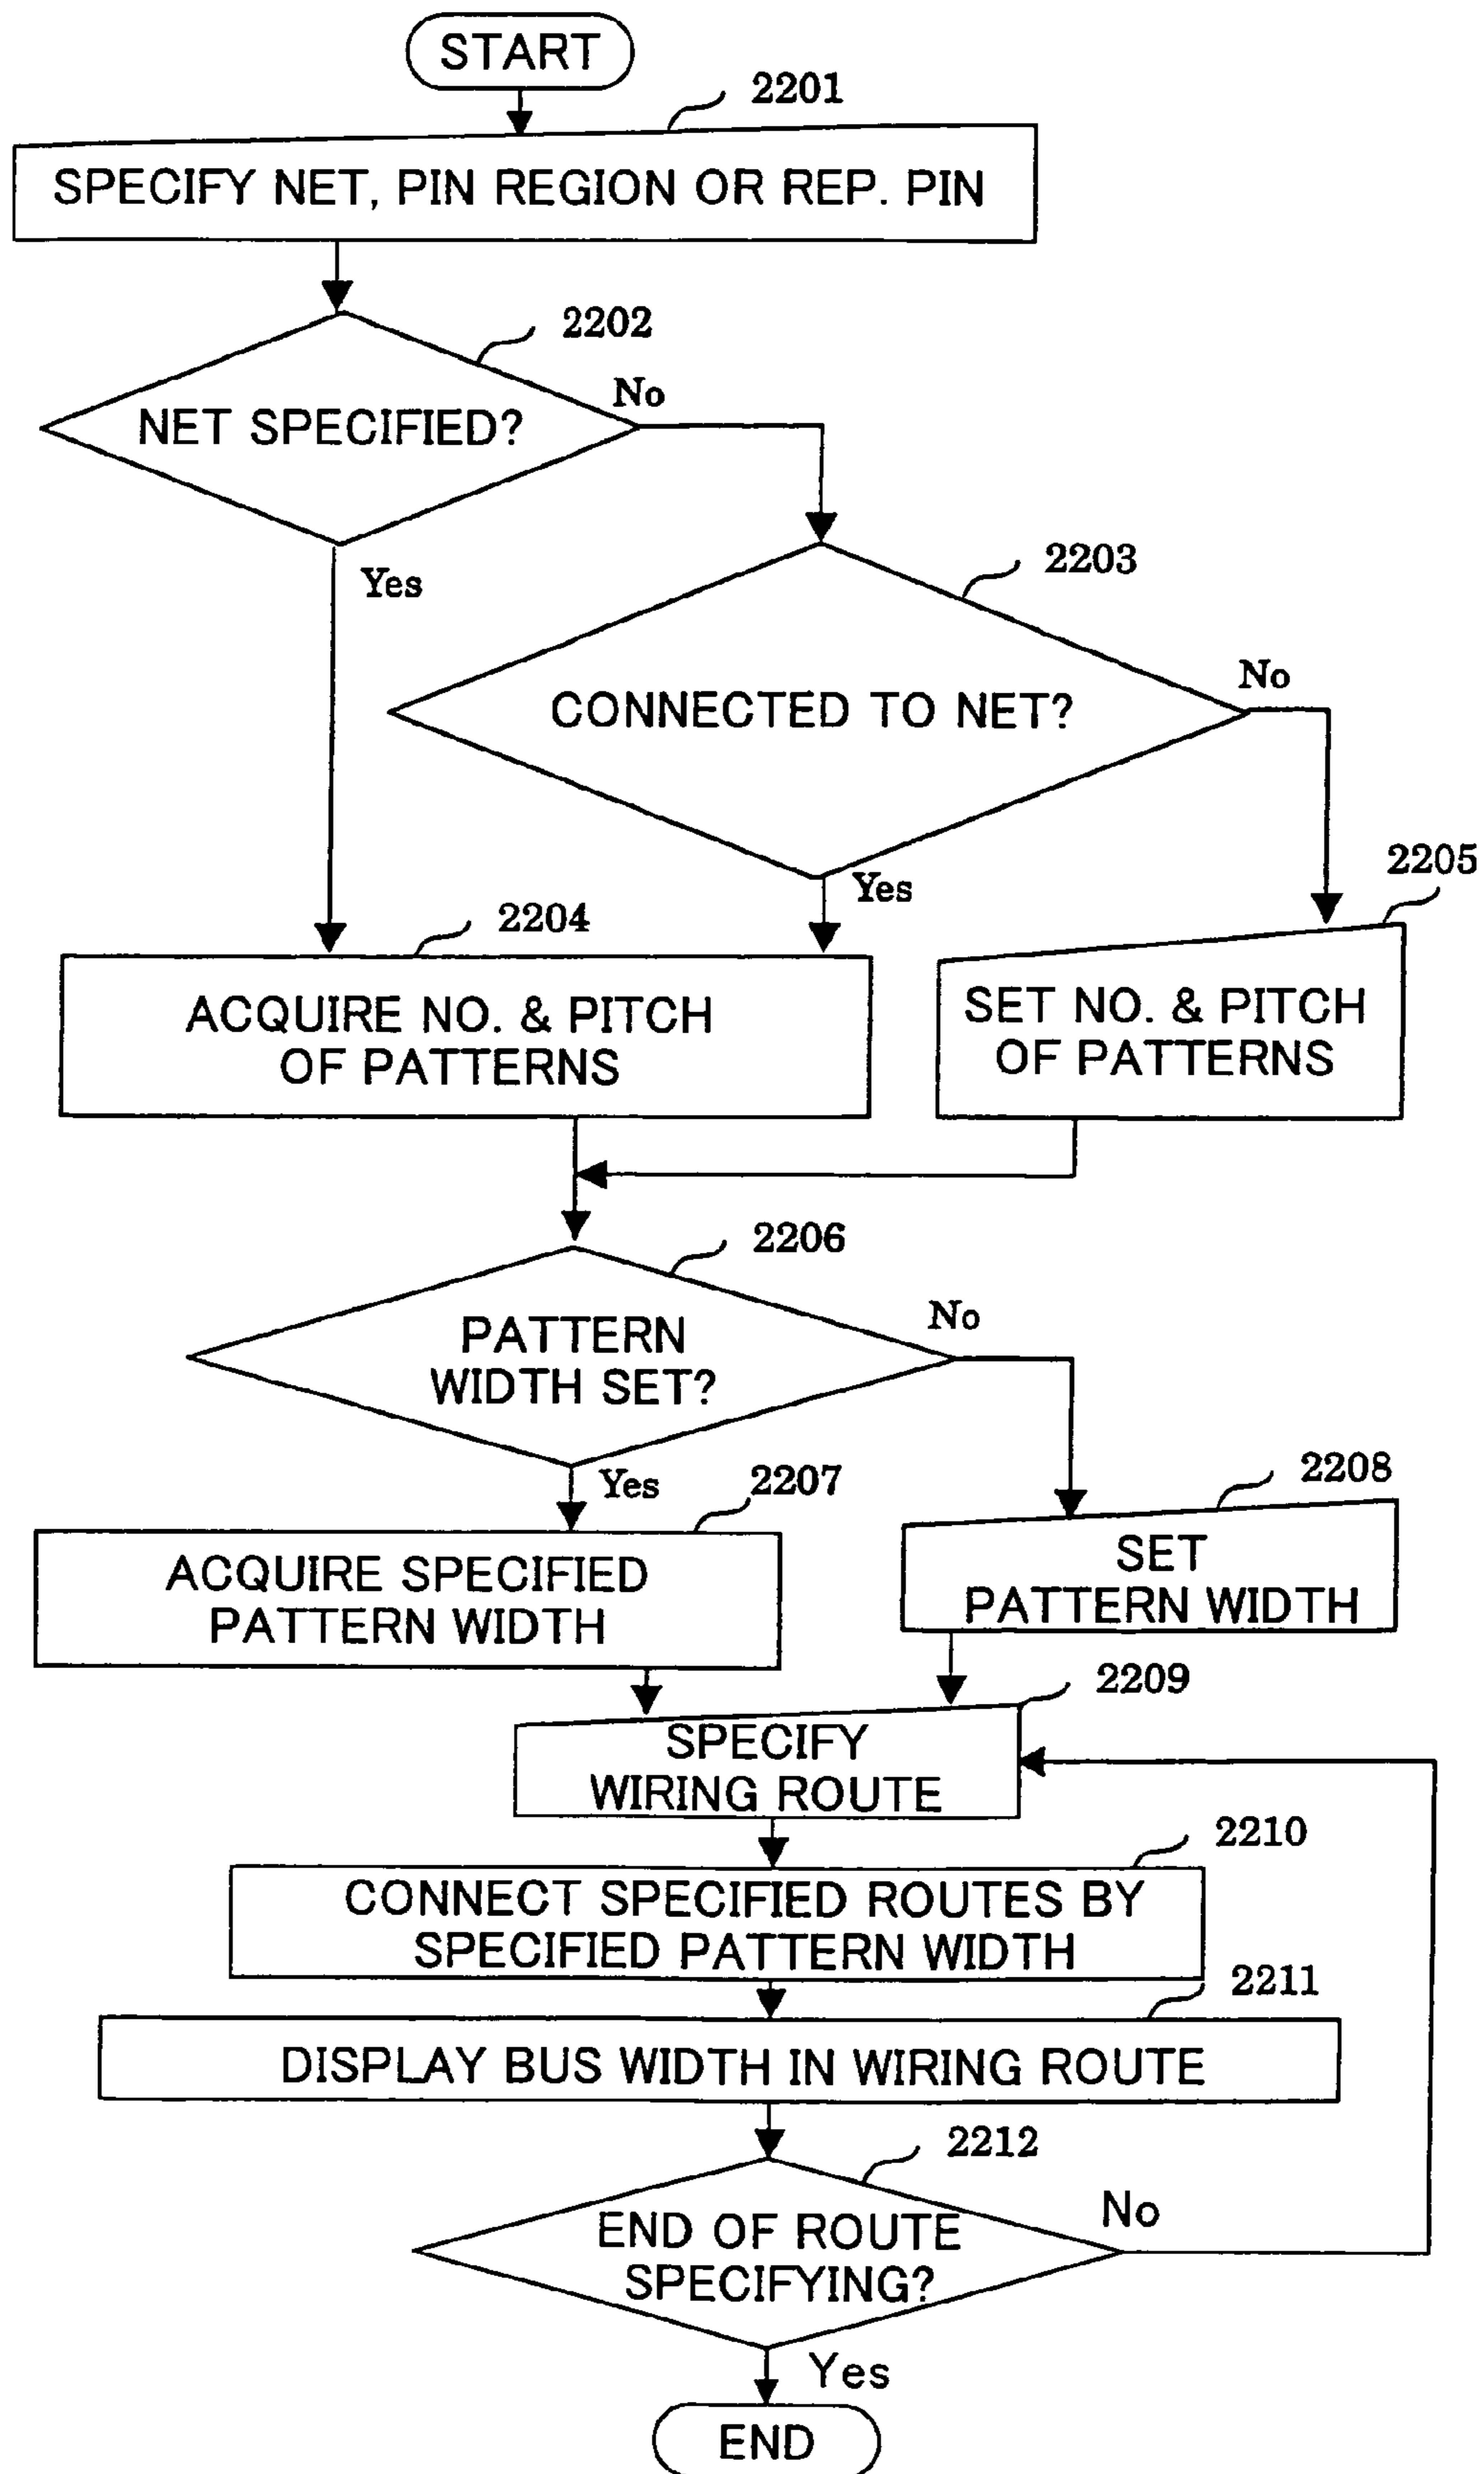 START
2201
SPECIFY NET, PIN REGION OR REP. PIN
2202
No
NET SPECIFIED?
2203
Yes
No
CONNECTED TO NET?
2205
Yes
2204
ACQUIRE NO. & PITCH
OF PATTERNS
SET NO. & PITCH
OF PATTERNS
2206
No
PATTERN
WIDTH SET?
Yes
2207
2208
ACQUIRE SPECIFIED
PATTERN WIDTH
SET
PATTERN WIDTH
2209
SPECIFY
WIRING ROUTE
2210
CONNECT SPECIFIED ROUTES BY
SPECIFIED PATTERN WIDTH
2211
DISPLAY BUS WIDTH IN WIRING ROUTE
2212
No
END OF ROUTE
SPECIFYING?
Yes
END